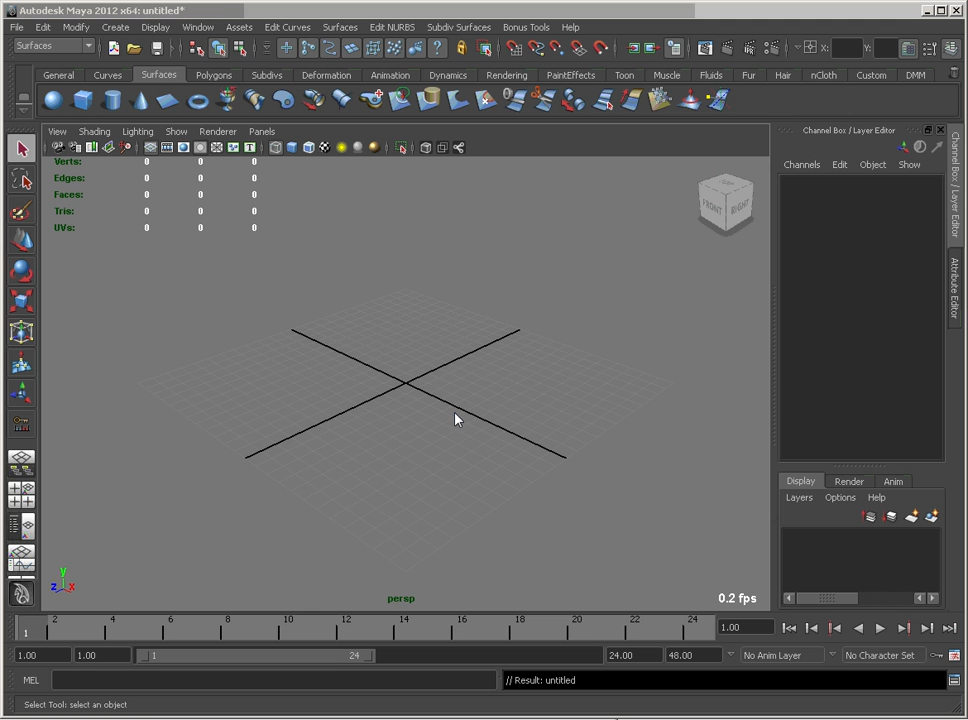 Autodesk Maya 2012 x64: untitled*
File Edit Modify Create Display Window Assets Edit Curves Surfaces Edit NURBS Subdiv Surfaces Bonus Tools Help
Surfaces X: Y:
General Curves Surfaces Polygons Subdivs Deformation Animation Dynamics Rendering PaintEffects Toon Muscle Fluids Fur Hair nCloth Custom DMM
View Shading Lighting Show Renderer Panels
Channel Box / Layer Editor
Channels Edit Object Show
Verts: 0 0 0
Edges: 0 0 0
Faces: 0 0 0
Tris: 0 0 0
UVs: 0 0 0
FRONT RIGHT
Channel Box / Layer Editor
Attribute Editor
Display Render Anim
Layers Options Help
y
z x
persp
0.2 fps
2 4 6 8 10 12 14 16 18 20 22 24
1 1.00
1.00 1.00 1 24 24.00 48.00 No Anim Layer No Character Set
MEL // Result: untitled
Select Tool: select an object